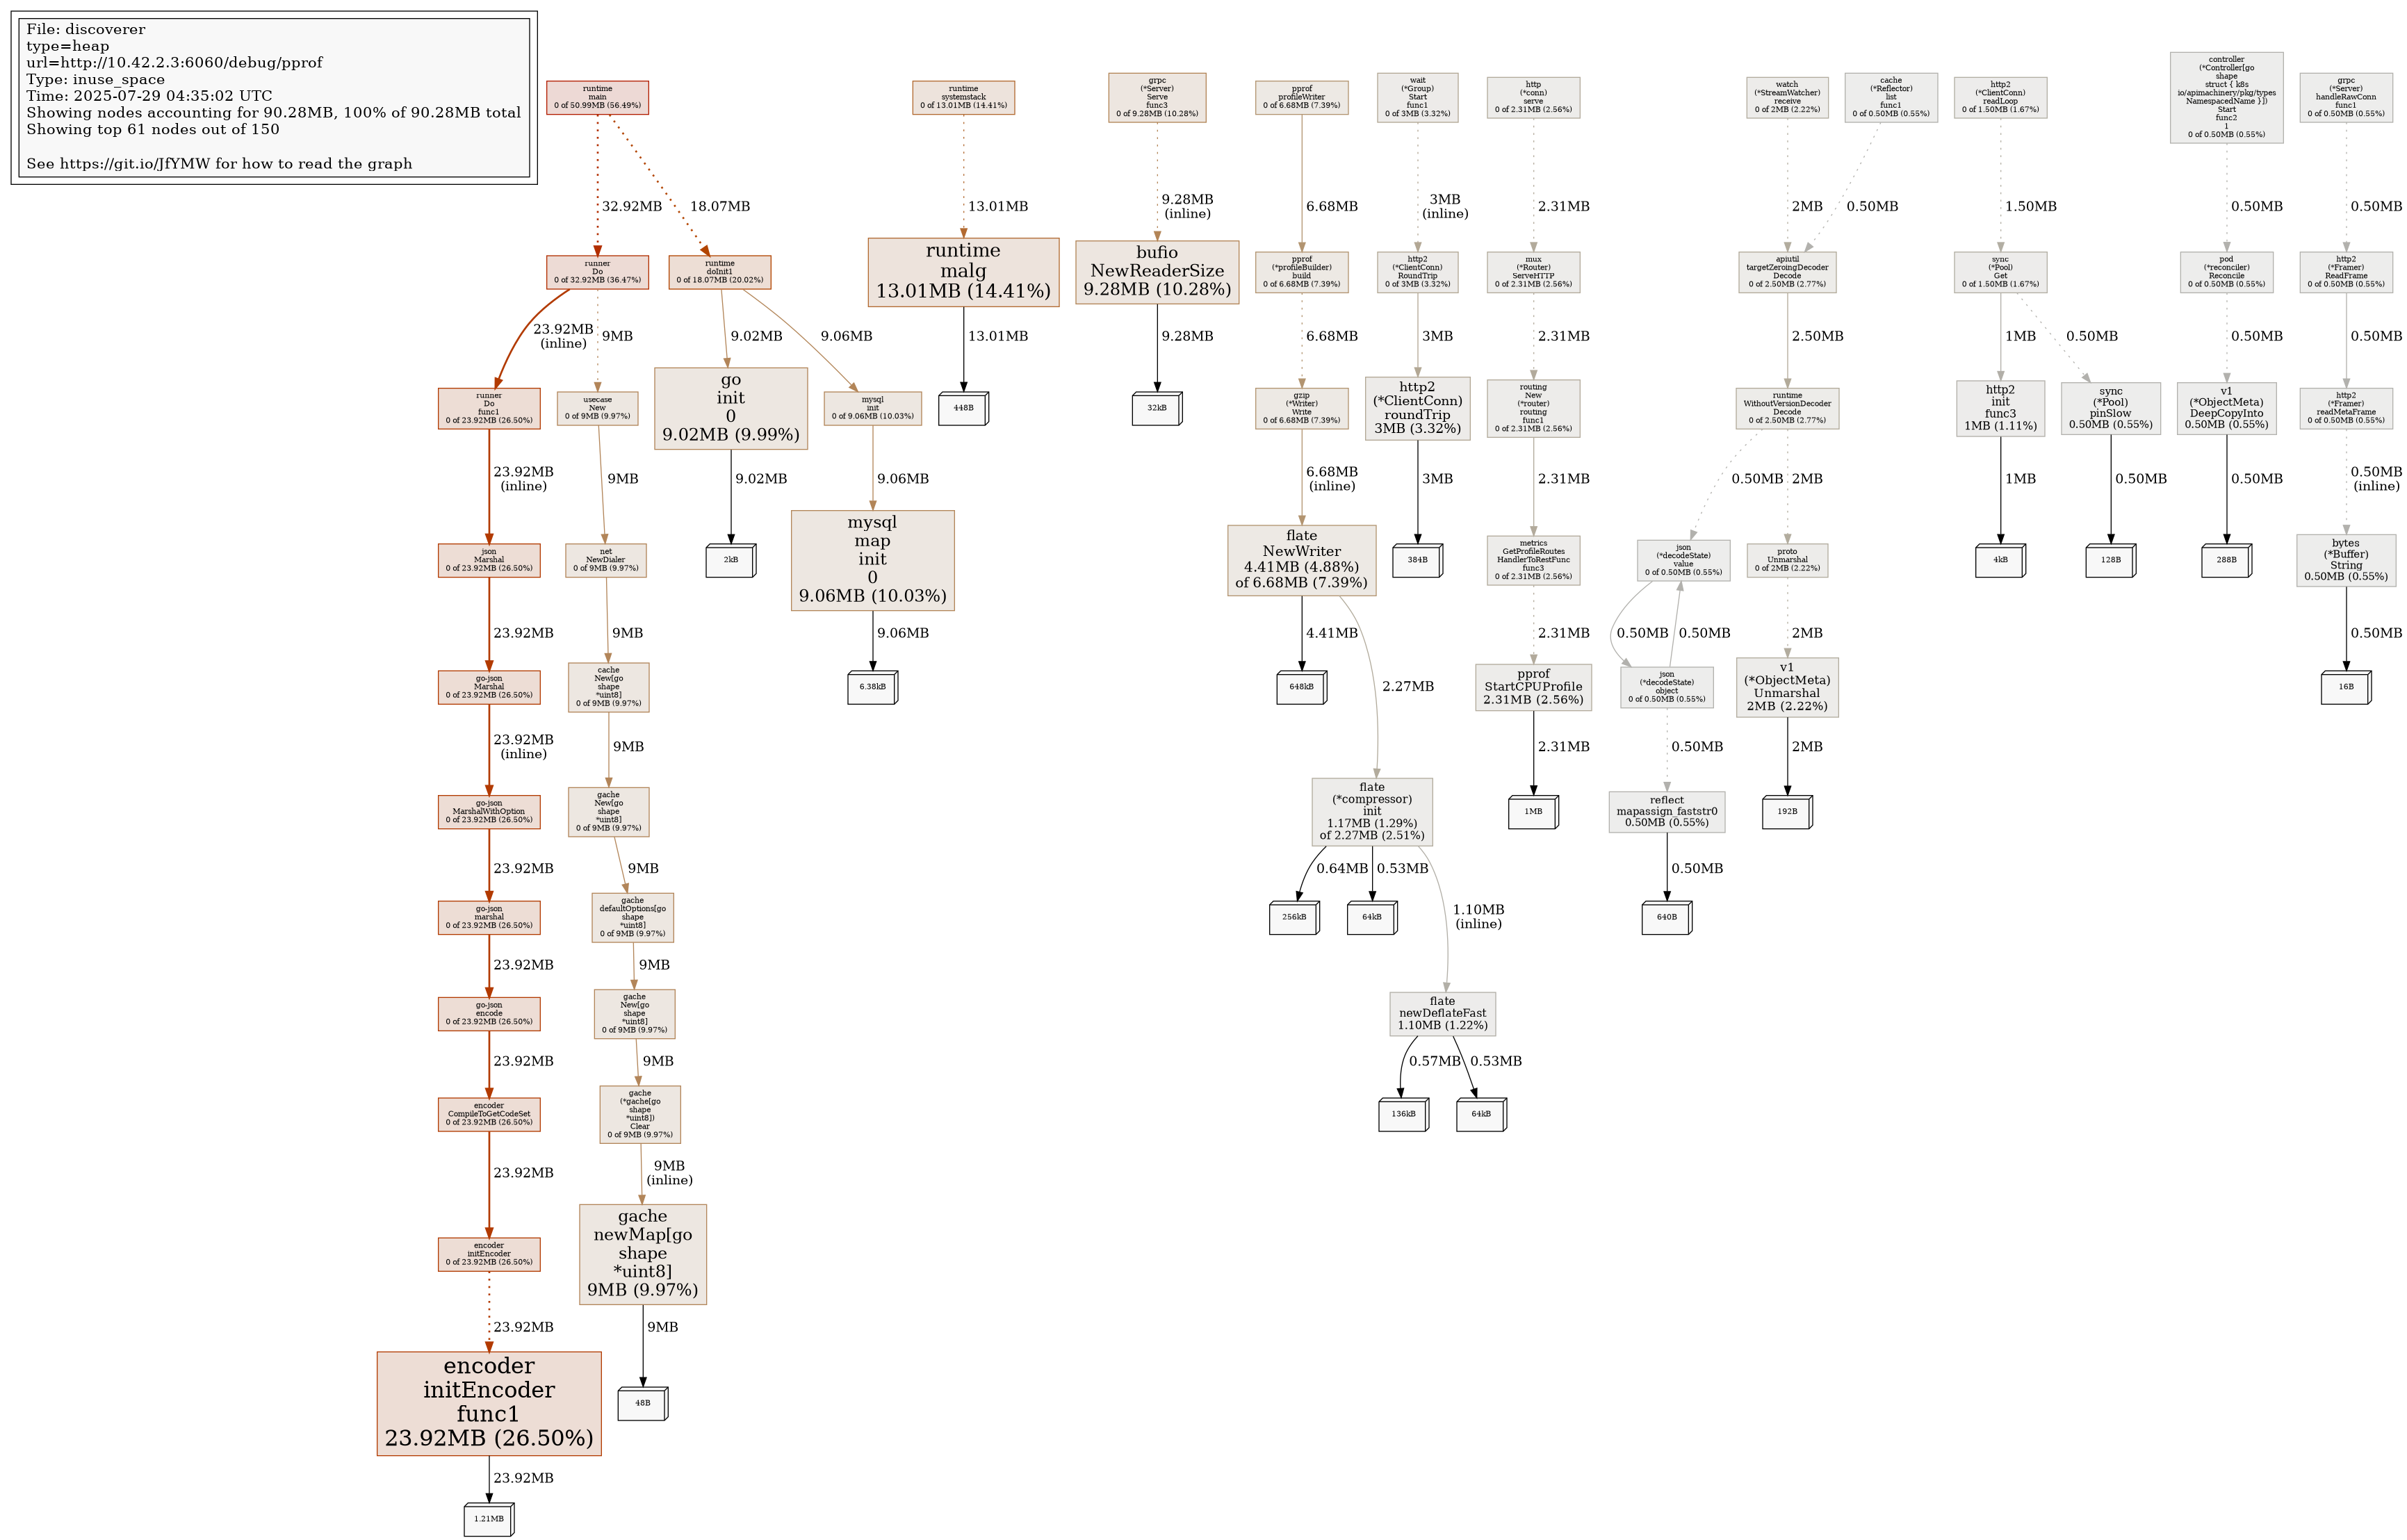 File: discoverer
type=heap
url=http://10.42.2.3:6060/debug/pprof
Type: inuse_space
Time: 2025-07-29 04:35:02 UTC
Showing nodes accounting for 90.28MB, 100% of 90.28MB total
Showing top 61 nodes out of 150
See https://git.io/JfYMW for how to read the graph
runtime
main
0 of 50.99MB (56.49%)
runtime
systemstack
0 of 13.01MB (14.41%)
grpc
(*Server)
Serve
func3
0 of 9.28MB (10.28%)
pprof
profileWriter
0 of 6.68MB (7.39%)
wait
(*Group)
Start
func1
0 of 3MB (3.32%)
http
(*conn)
serve
0 of 2.31MB (2.56%)
watch
(*StreamWatcher)
receive
0 of 2MB (2.22%)
cache
(*Reflector)
list
func1
0 of 0.50MB (0.55%)
http2
(*ClientConn)
readLoop
0 of 1.50MB (1.67%)
controller
(*Controller[go
shape
struct { k8s
io/apimachinery/pkg/types
NamespacedName }])
Start
func2
1
0 of 0.50MB (0.55%)
grpc
(*Server)
handleRawConn
func1
0 of 0.50MB (0.55%)
32.92MB
18.07MB
13.01MB
9.28MB
(inline)
6.68MB
3MB
(inline)
2.31MB
2MB
0.50MB
1.50MB
0.50MB
0.50MB
runner
Do
0 of 32.92MB (36.47%)
runtime
doInit1
0 of 18.07MB (20.02%)
runtime
malg
13.01MB (14.41%)
bufio
NewReaderSize
9.28MB (10.28%)
pprof
(*profileBuilder)
build
0 of 6.68MB (7.39%)
http2
(*ClientConn)
RoundTrip
0 of 3MB (3.32%)
mux
(*Router)
ServeHTTP
0 of 2.31MB (2.56%)
apiutil
targetZeroingDecoder
Decode
0 of 2.50MB (2.77%)
sync
(*Pool)
Get
0 of 1.50MB (1.67%)
pod
(*reconciler)
Reconcile
0 of 0.50MB (0.55%)
http2
(*Framer)
ReadFrame
0 of 0.50MB (0.55%)
23.92MB
(inline)
9MB
9.02MB
9.06MB
13.01MB
9.28MB
6.68MB
3MB
2.31MB
2.50MB
1MB
0.50MB
0.50MB
0.50MB
runner
Do
func1
0 of 23.92MB (26.50%)
usecase
New
0 of 9MB (9.97%)
go
init
0
9.02MB (9.99%)
mysql
init
0 of 9.06MB (10.03%)
448B
32kB
gzip
(*Writer)
Write
0 of 6.68MB (7.39%)
http2
(*ClientConn)
roundTrip
3MB (3.32%)
routing
New
(*router)
routing
func1
0 of 2.31MB (2.56%)
runtime
WithoutVersionDecoder
Decode
0 of 2.50MB (2.77%)
http2
init
func3
1MB (1.11%)
sync
(*Pool)
pinSlow
0.50MB (0.55%)
v1
(*ObjectMeta)
DeepCopyInto
0.50MB (0.55%)
http2
(*Framer)
readMetaFrame
0 of 0.50MB (0.55%)
23.92MB
(inline)
9MB
9.02MB
9.06MB
6.68MB
(inline)
3MB
2.31MB
0.50MB
2MB
1MB
0.50MB
0.50MB
0.50MB
(inline)
json
Marshal
0 of 23.92MB (26.50%)
net
NewDialer
0 of 9MB (9.97%)
2kB
mysql
map
init
0
9.06MB (10.03%)
flate
NewWriter
4.41MB (4.88%)
of 6.68MB (7.39%)
384B
metrics
GetProfileRoutes
HandlerToRestFunc
func3
0 of 2.31MB (2.56%)
json
(*decodeState)
value
0 of 0.50MB (0.55%)
proto
Unmarshal
0 of 2MB (2.22%)
4kB
128B
288B
bytes
(*Buffer)
String
0.50MB (0.55%)
23.92MB
9MB
9.06MB
4.41MB
2.27MB
2.31MB
0.50MB
0.50MB
2MB
0.50MB
go-json
Marshal
0 of 23.92MB (26.50%)
cache
New[go
shape
*uint8]
0 of 9MB (9.97%)
6.38kB
648kB
pprof
StartCPUProfile
2.31MB (2.56%)
json
(*decodeState)
object
0 of 0.50MB (0.55%)
v1
(*ObjectMeta)
Unmarshal
2MB (2.22%)
16B
23.92MB
(inline)
9MB
2.31MB
0.50MB
2MB
go-json
MarshalWithOption
0 of 23.92MB (26.50%)
gache
New[go
shape
*uint8]
0 of 9MB (9.97%)
flate
(*compressor)
init
1.17MB (1.29%)
of 2.27MB (2.51%)
1MB
reflect
mapassign_faststr0
0.50MB (0.55%)
192B
23.92MB
9MB
0.64MB
0.53MB
1.10MB
(inline)
0.50MB
go-json
marshal
0 of 23.92MB (26.50%)
gache
defaultOptions[go
shape
*uint8]
0 of 9MB (9.97%)
256kB
64kB
640B
23.92MB
9MB
go-json
encode
0 of 23.92MB (26.50%)
gache
New[go
shape
*uint8]
0 of 9MB (9.97%)
flate
newDeflateFast
1.10MB (1.22%)
23.92MB
9MB
0.57MB
0.53MB
encoder
CompileToGetCodeSet
0 of 23.92MB (26.50%)
gache
(*gache[go
shape
*uint8])
Clear
0 of 9MB (9.97%)
136kB
64kB
23.92MB
9MB
(inline)
encoder
initEncoder
0 of 23.92MB (26.50%)
gache
newMap[go
shape
*uint8]
9MB (9.97%)
23.92MB
9MB
encoder
initEncoder
func1
23.92MB (26.50%)
48B
23.92MB
1.21MB